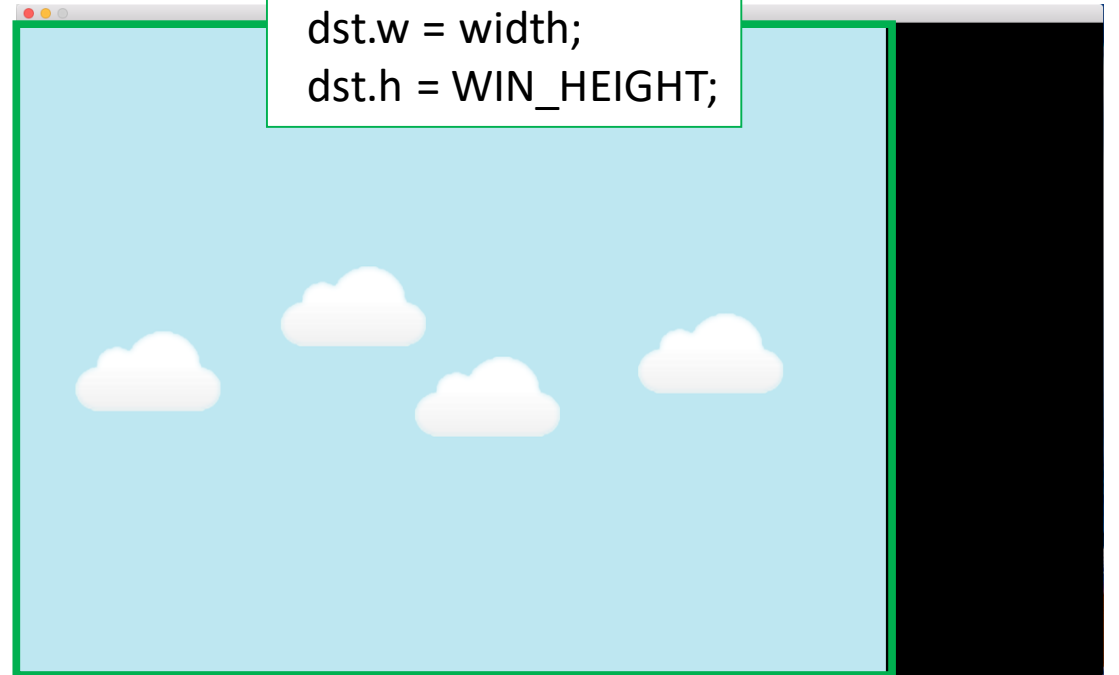 dst.w = width;
dst.h = WIN_HEIGHT;